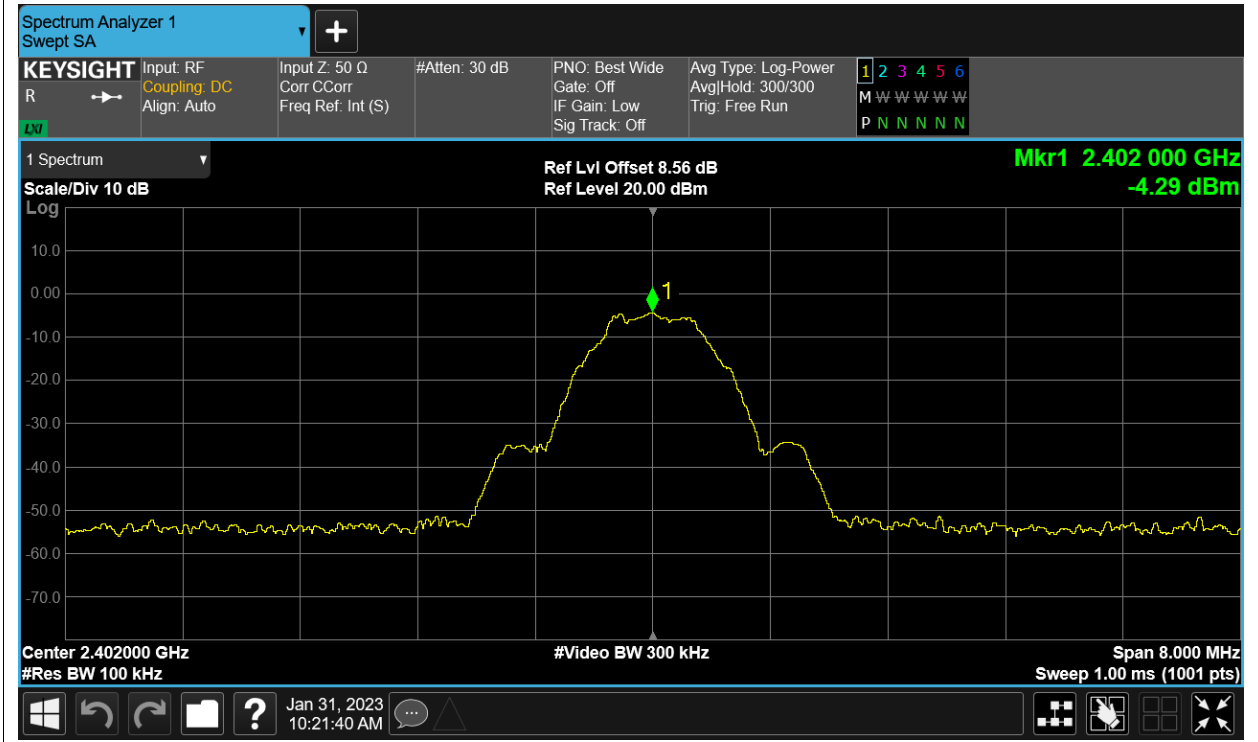 Spectrum Analyzer 1
Swept SA
KEYSIGHT
R
LXI
Input: RF
Coupling: DC
Align: Auto
Input Z: 50 Ω
Corr CCorr
Freq Ref: Int (S)
#Atten: 30 dB
PNO: Best Wide
Gate: Off
IF Gain: Low
Sig Track: Off
Avg Type: Log-Power
Avg|Hold: 300/300
Trig: Free Run
1 2 3 4 5 6
M W W W W W
P N N N N N
1 Spectrum
Scale/Div 10 dB
Log
Ref Lvl Offset 8.56 dB
Ref Level 20.00 dBm
Mkr1 2.402 000 GHz
-4.29 dBm
10.0
0.00
-10.0
-20.0
-30.0
-40.0
-50.0
-60.0
-70.0
1
Center 2.402000 GHz
#Res BW 100 kHz
#Video BW 300 kHz
Span 8.000 MHz
Sweep 1.00 ms (1001 pts)
?
Jan 31, 2023
10:21:40 AM